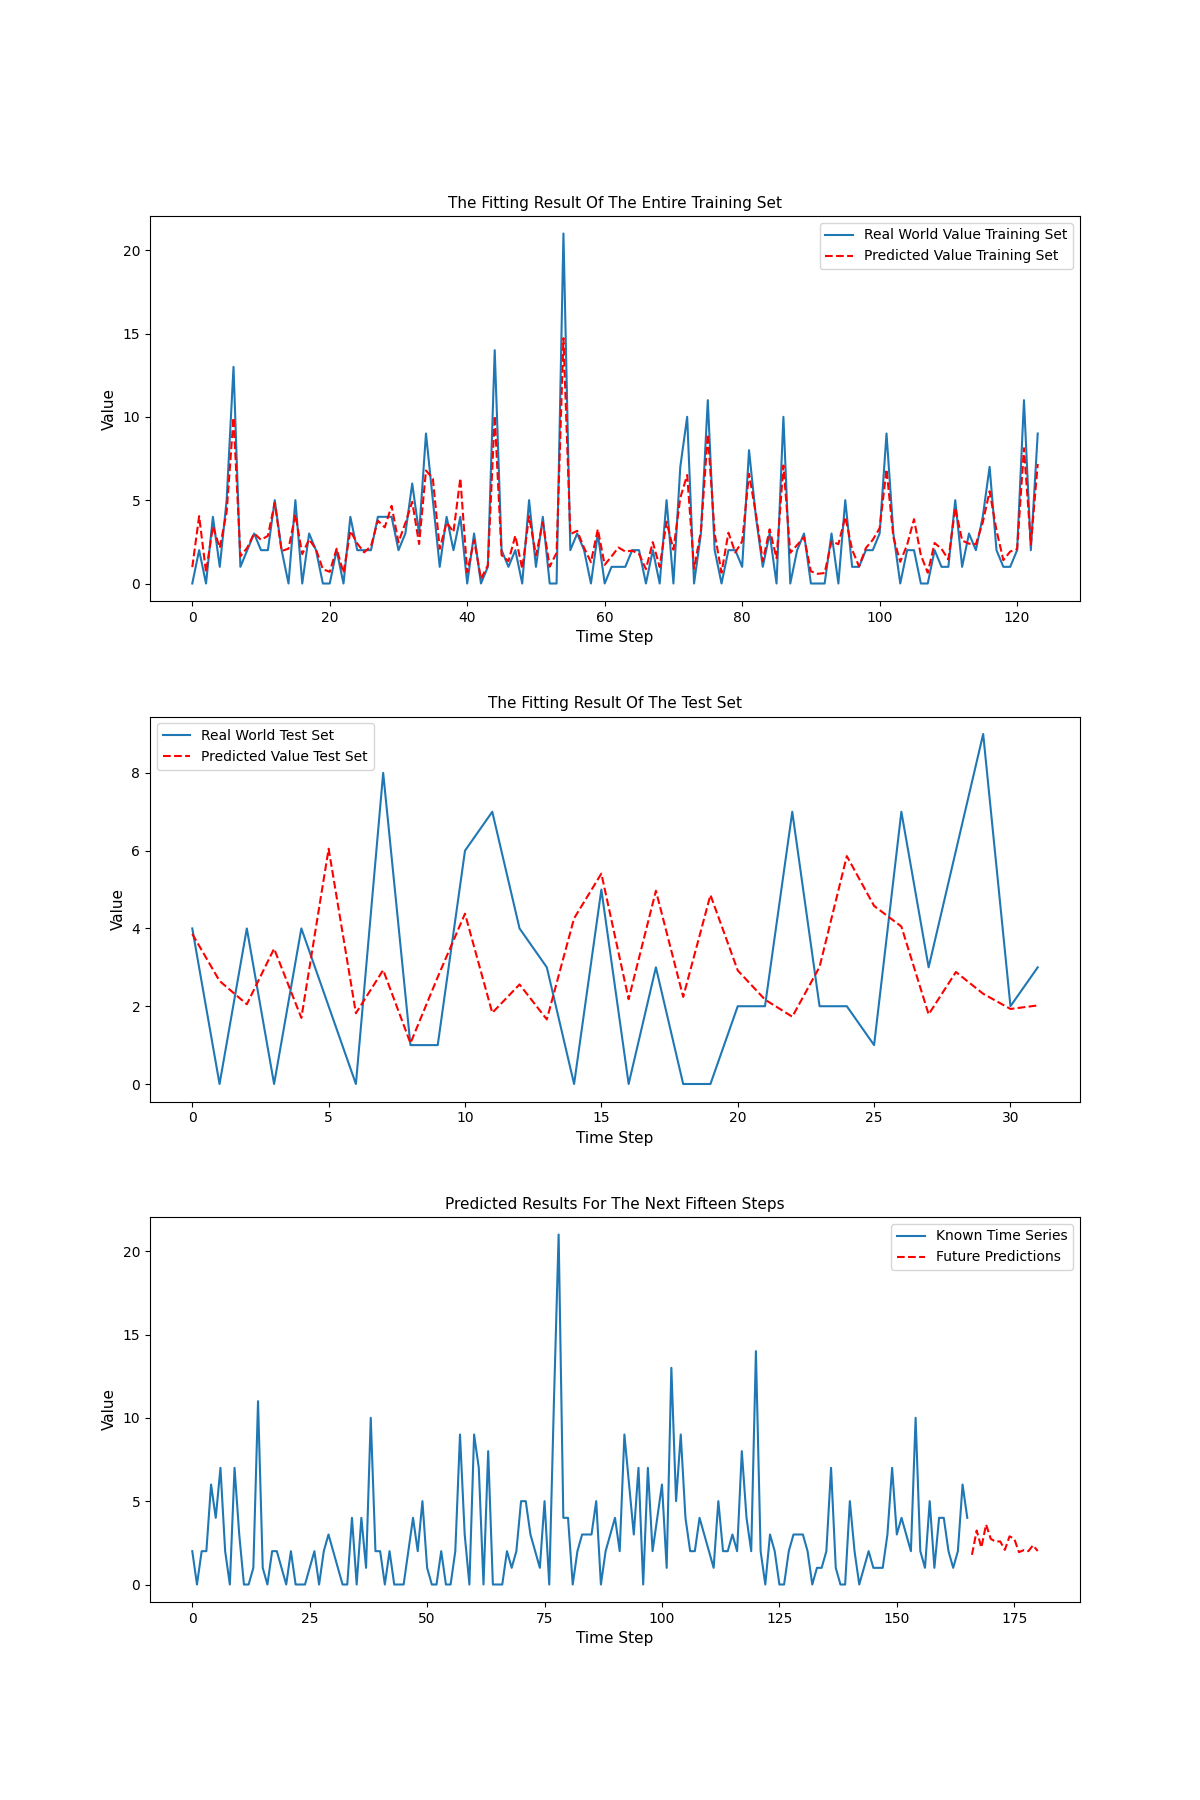 The Fitting Result Of The Entire Training Set
Real World Value Training Set
Predicted Value Training Set
Value
20
15
10
5
0
0 20 40 60 80 100 120
Time Step
The Fitting Result Of The Test Set
Real World Test Set
Predicted Value Test Set
Value
8
6
4
2
0
0 5 10 15 20 25 30
Time Step
Predicted Results For The Next Fifteen Steps
Known Time Series
Future Predictions
Value
20
15
10
5
0
0 25 50 75 100 125 150 175
Time Step